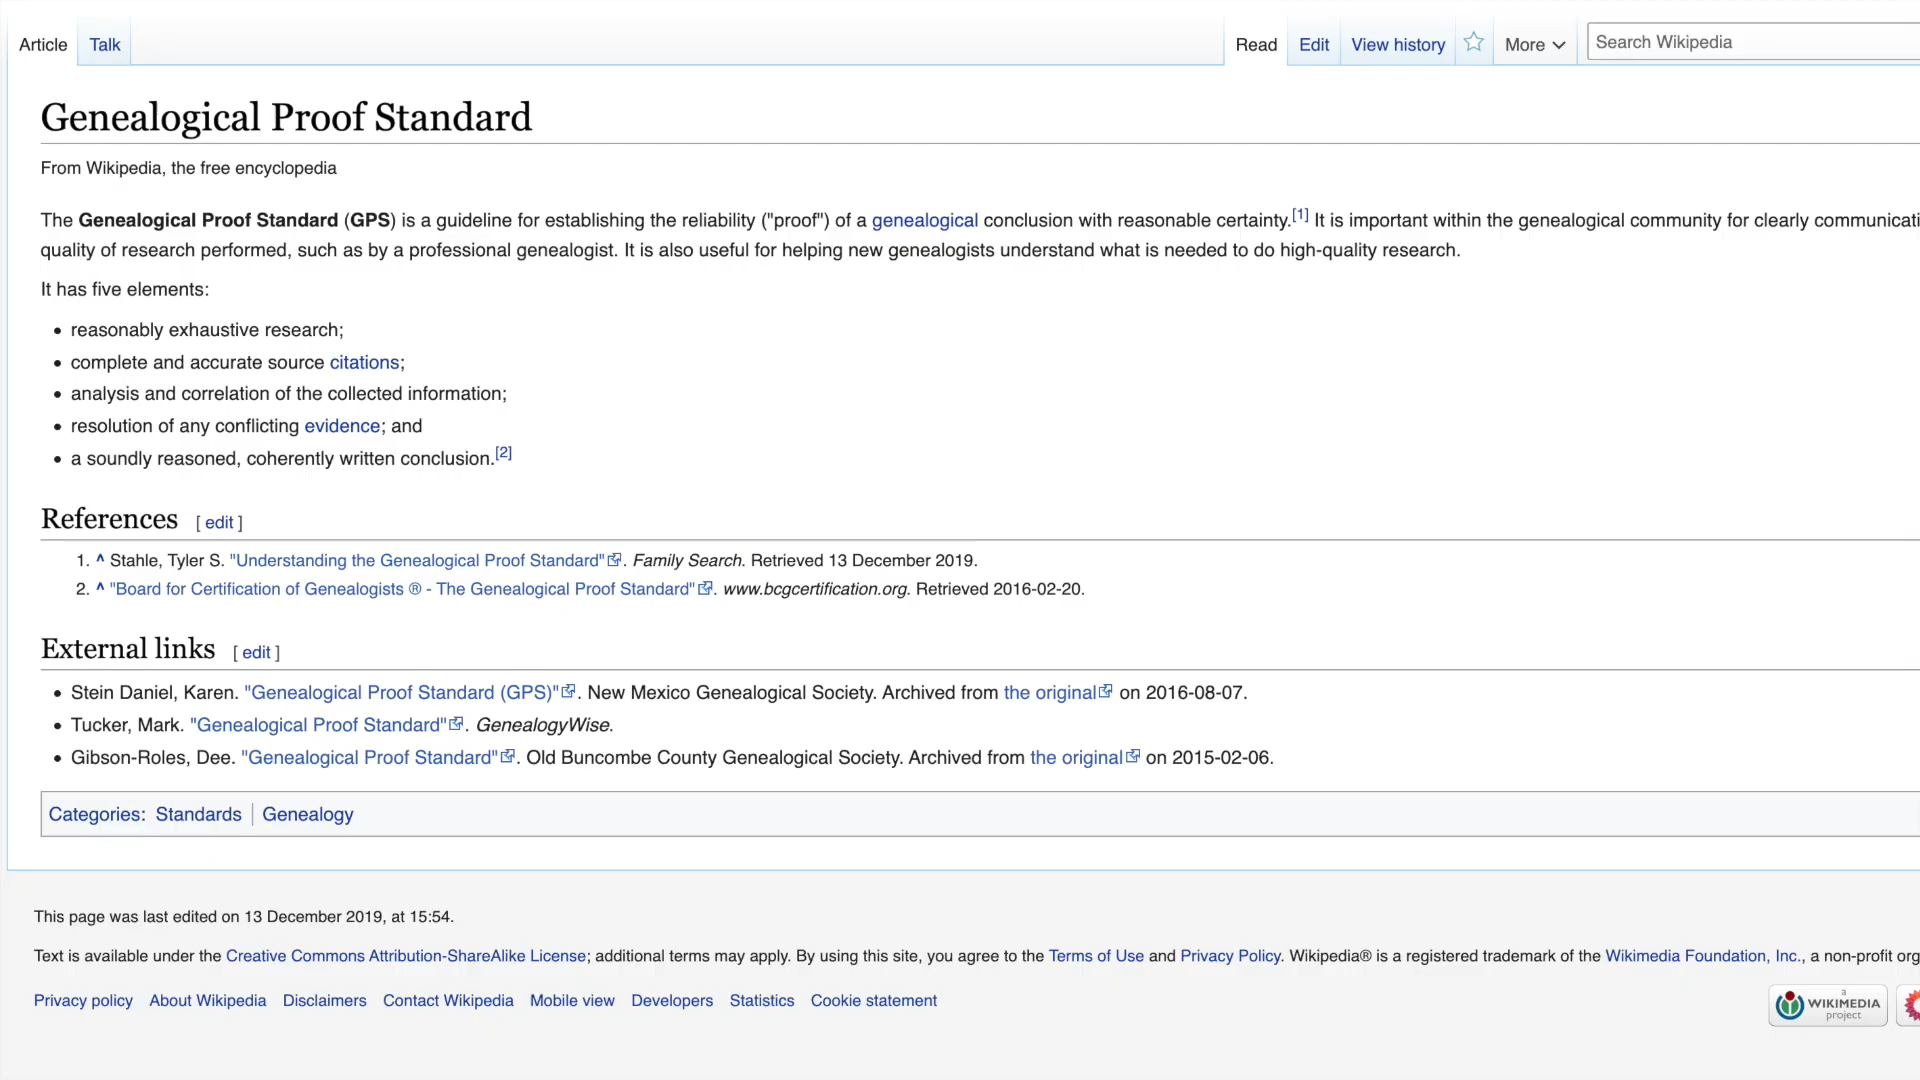 Article Talk Read Edit View history More Search Wikipedia
Genealogical Proof Standard
From Wikipedia, the free encyclopedia
The Genealogical Proof Standard (GPS) is a guideline for establishing the reliability ("proof") of a genealogical conclusion with reasonable certainty.[1] It is important within the genealogical community for clearly communicati
quality of research performed, such as by a professional genealogist. It is also useful for helping new genealogists understand what is needed to do high-quality research.
It has five elements:
• reasonably exhaustive research;
• complete and accurate source citations;
• analysis and correlation of the collected information;
• resolution of any conflicting evidence; and
• a soundly reasoned, coherently written conclusion.[2]
References [ edit ]
1. ^ Stahle, Tyler S. "Understanding the Genealogical Proof Standard". Family Search. Retrieved 13 December 2019.
2. ^ "Board for Certification of Genealogists ® - The Genealogical Proof Standard". www.bcgcertification.org. Retrieved 2016-02-20.
External links [ edit ]
• Stein Daniel, Karen. "Genealogical Proof Standard (GPS)". New Mexico Genealogical Society. Archived from the original on 2016-08-07.
• Tucker, Mark. "Genealogical Proof Standard". GenealogyWise.
• Gibson-Roles, Dee. "Genealogical Proof Standard". Old Buncombe County Genealogical Society. Archived from the original on 2015-02-06.
Categories: Standards | Genealogy
This page was last edited on 13 December 2019, at 15:54.
Text is available under the Creative Commons Attribution-ShareAlike License; additional terms may apply. By using this site, you agree to the Terms of Use and Privacy Policy. Wikipedia® is a registered trademark of the Wikimedia Foundation, Inc., a non-profit org
Privacy policy About Wikipedia Disclaimers Contact Wikipedia Mobile view Developers Statistics Cookie statement
a
WIKIMEDIA
project